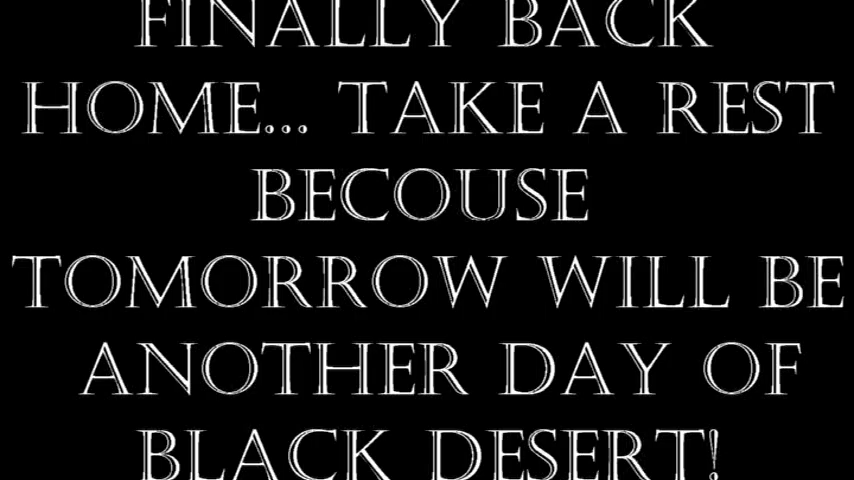 FINALLY BACK
HOME... TAKE A REST
BECOUSE
TOMORROW WILL BE
ANOTHER DAY OF
BLACK DESERT!